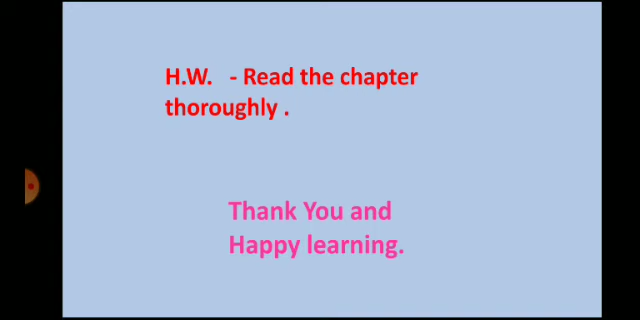 H.W.   - Read the chapter
thoroughly .
Thank You and
Happy learning.